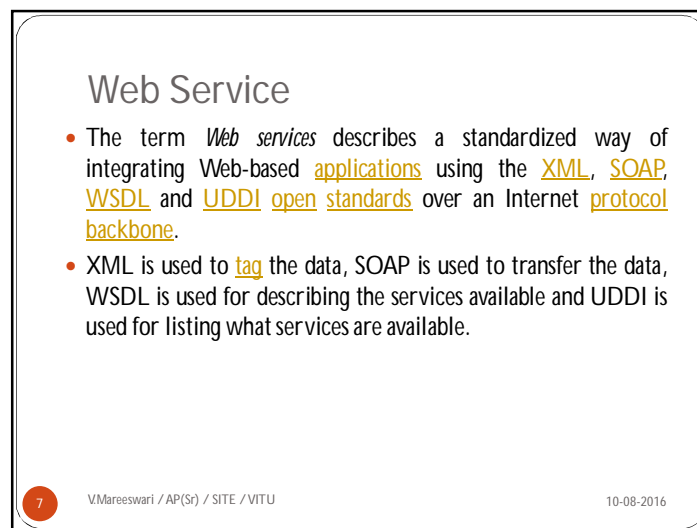 Web Service
• The term Web services describes a standardized way of
integrating Web-based applications using the XML, SOAP,
WSDL and UDDI open standards over an Internet protocol
backbone.
• XML is used to tag the data, SOAP is used to transfer the data,
WSDL is used for describing the services available and UDDI is
used for listing what services are available.
7 V.Mareeswari / AP(Sr) / SITE / VITU 10-08-2016